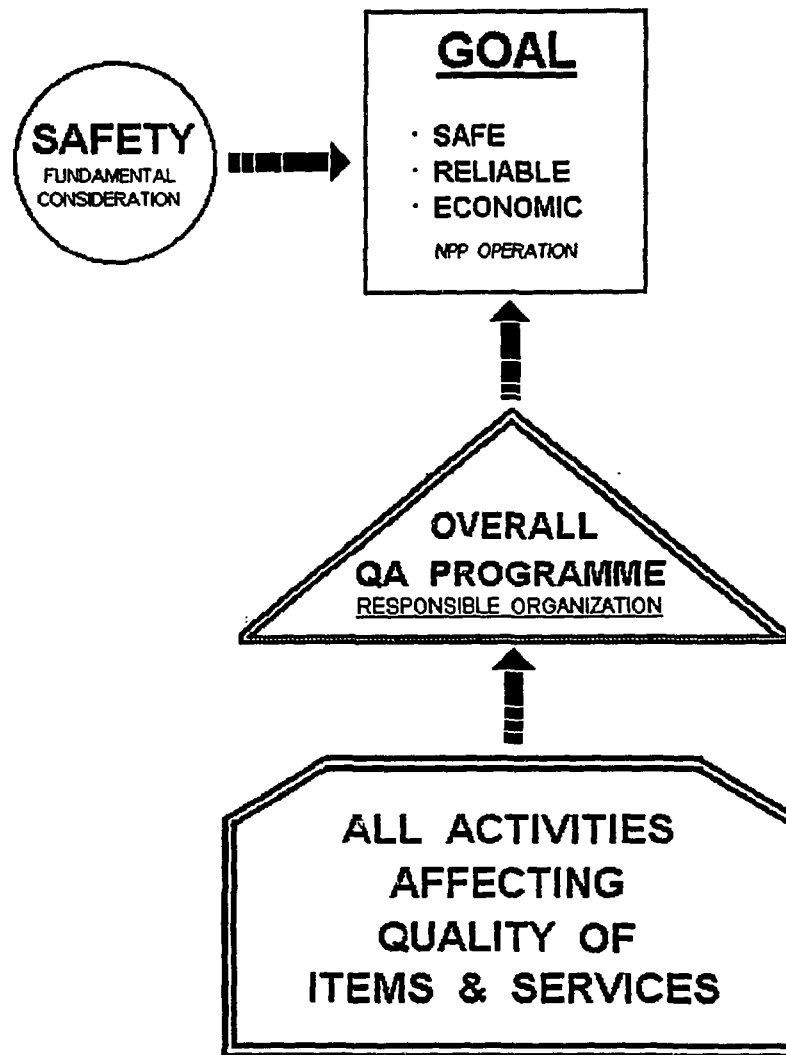 SAFETY
FUNDAMENTAL
CONSIDERATION
GOAL
· SAFE
· RELIABLE
· ECONOMIC
NPP OPERATION
OVERALL
QA PROGRAMME
RESPONSIBLE ORGANIZATION
ALL ACTIVITIES
AFFECTING
QUALITY OF
ITEMS & SERVICES